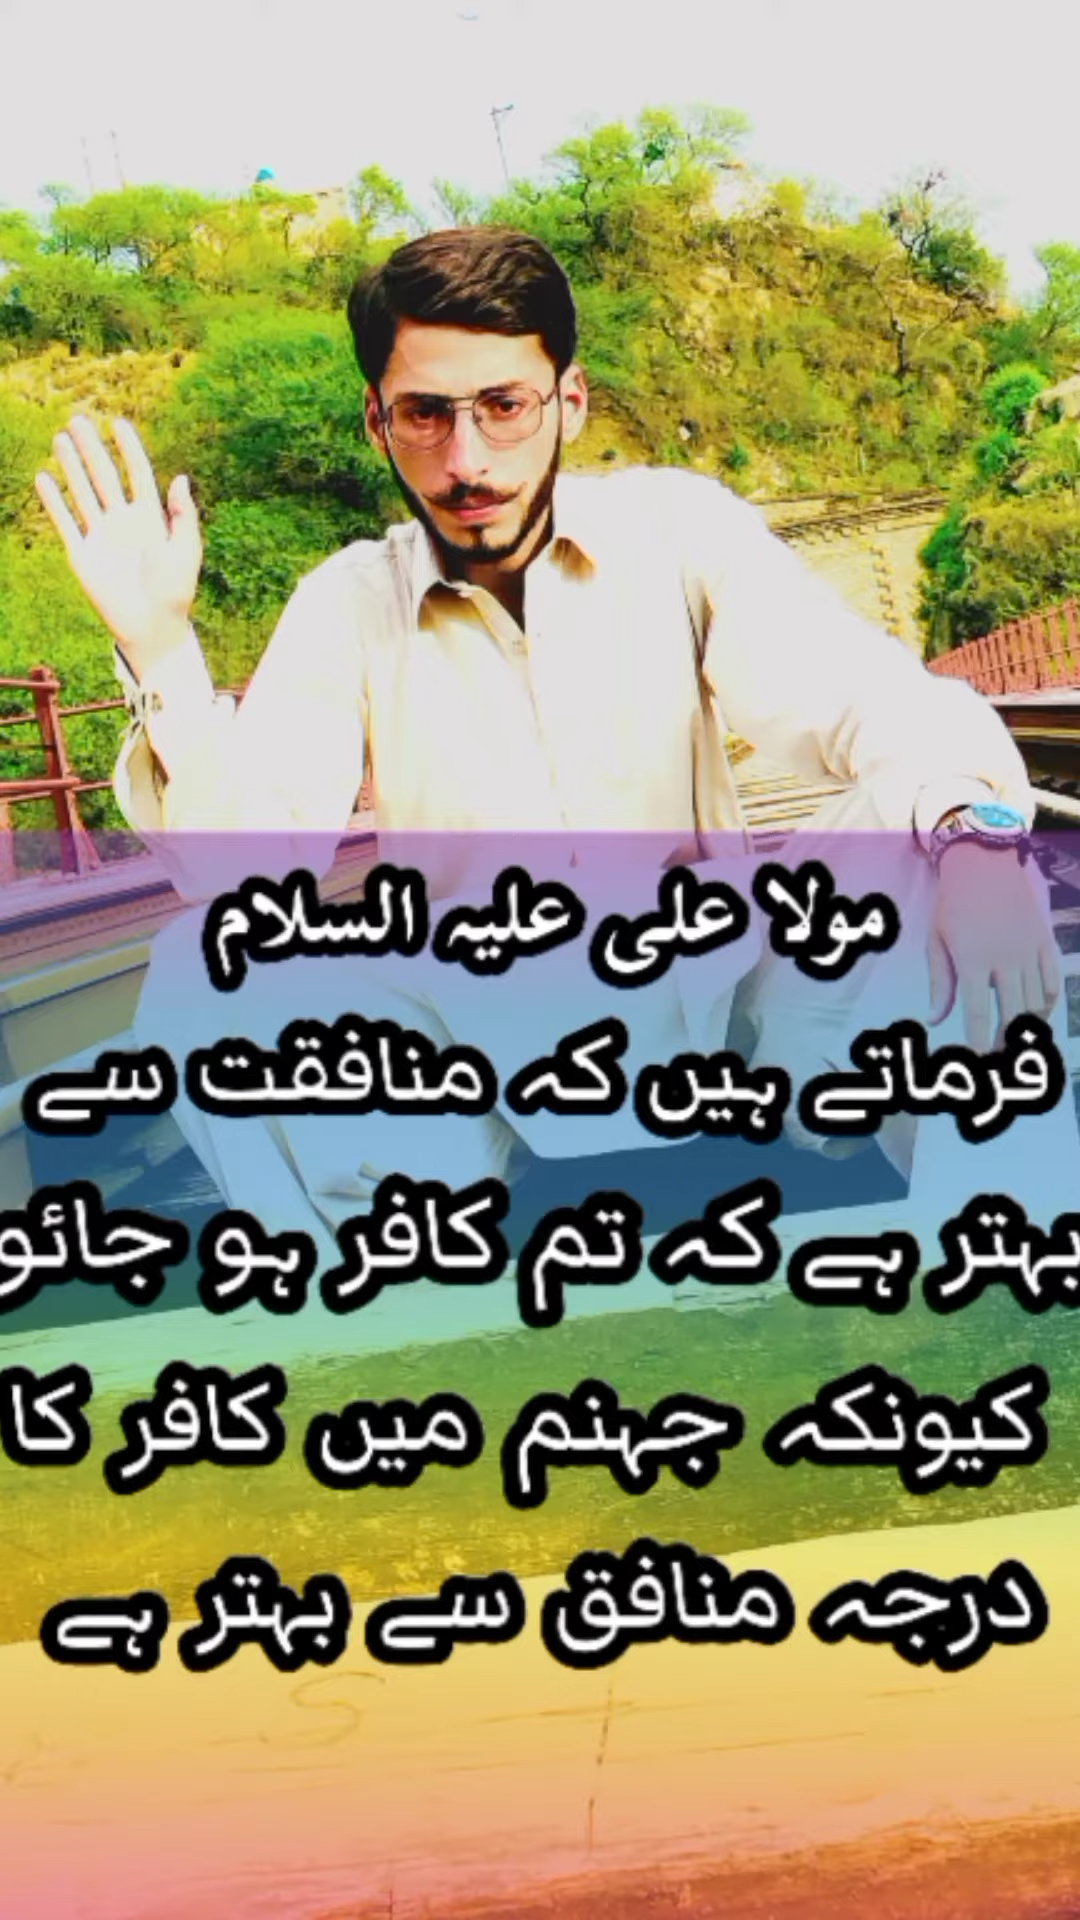 مولا علی علیہ السلام
فرماتے ہیں کہ منافقت سے
بہتر ہے کہ تم کافر ہو جائو
کیونکہ جہنم میں کافر کا
درجہ منافق سے بہتر ہے